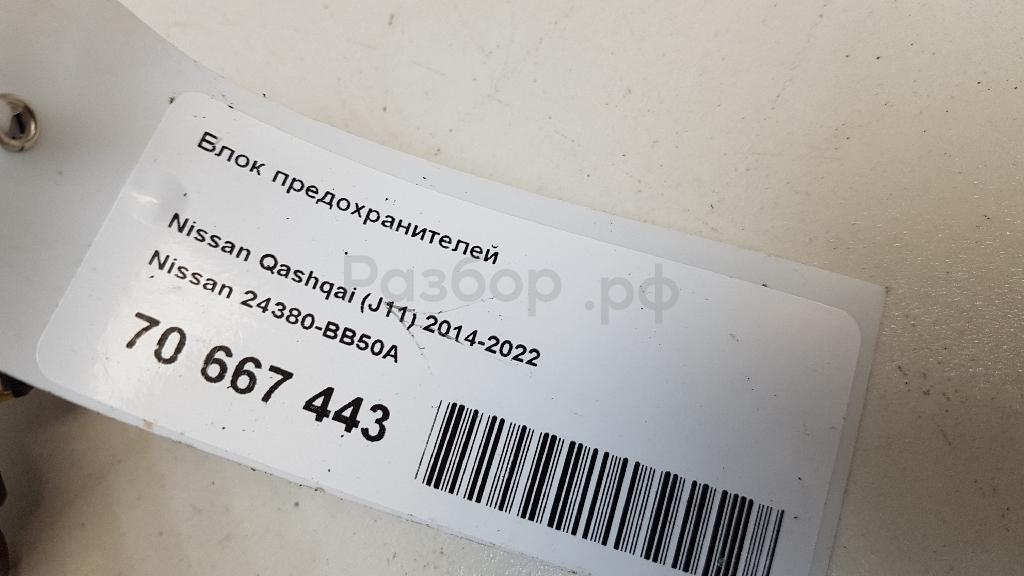 Блок предохранителей
Nissan Qashqai (J11) 2014-2022
Nissan 24380-BB50A
70 667 443
Разбор.рф